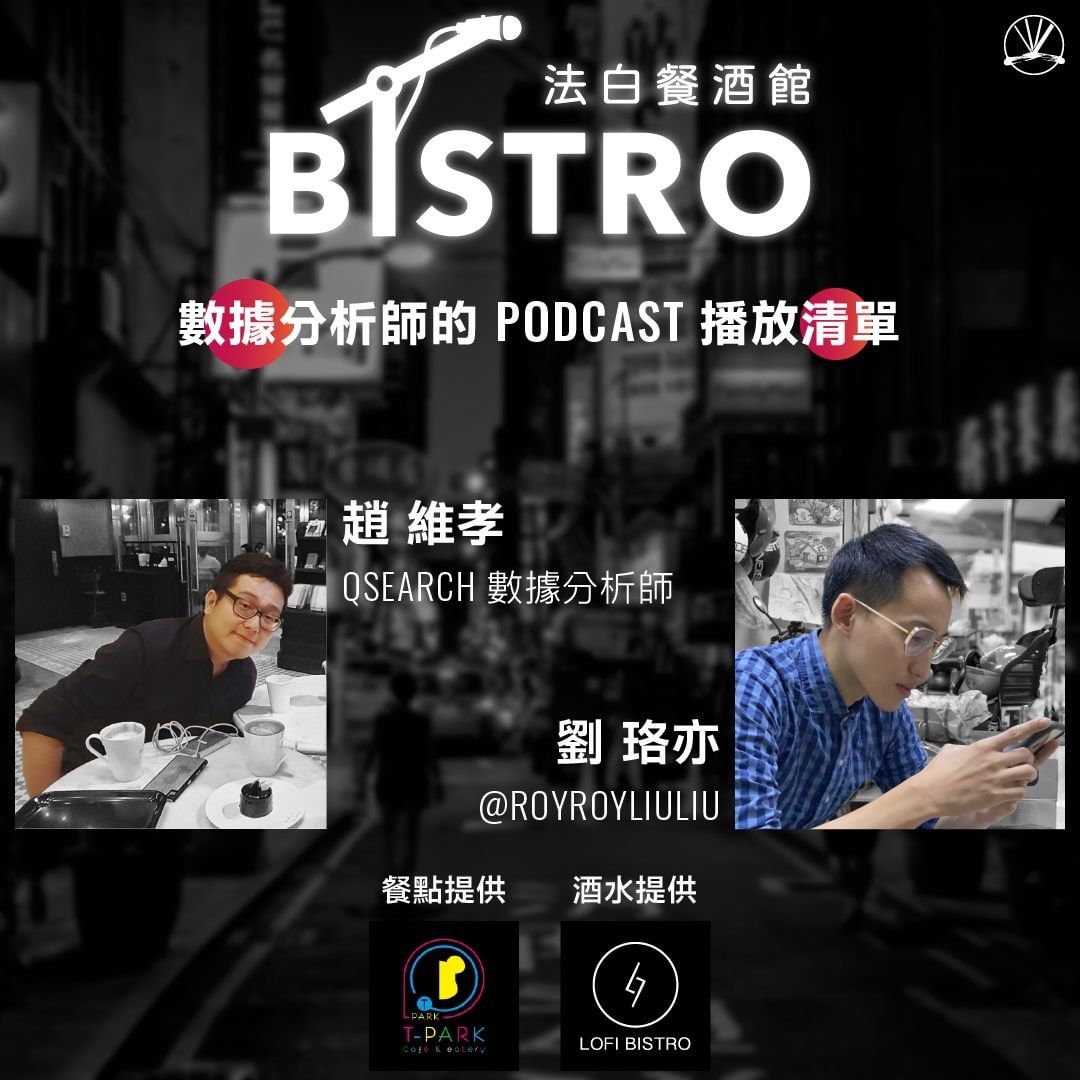 法白餐酒館
BISTRO
數據分析師的 PODCAST 播放清單
趙 維孝
QSEARCH 數據分析師
劉 珞亦
@ROYROYLIULIU
餐點提供
酒水提供
T
PARK
T-PARK
Café & eatery
LOFI BISTRO